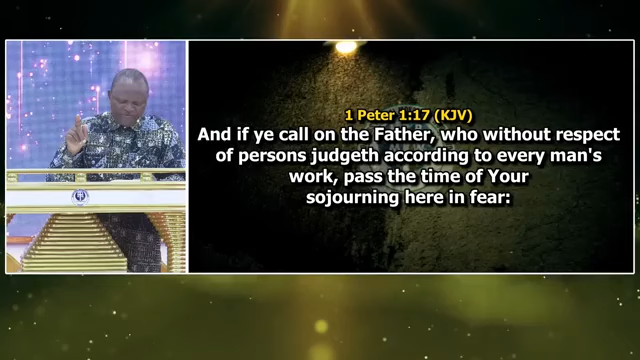 1 Peter 1:17 (KJV)
And if ye call on the Father, who without respect
of persons judgeth according to every man's
work, pass the time of Your
sojourning here in fear: